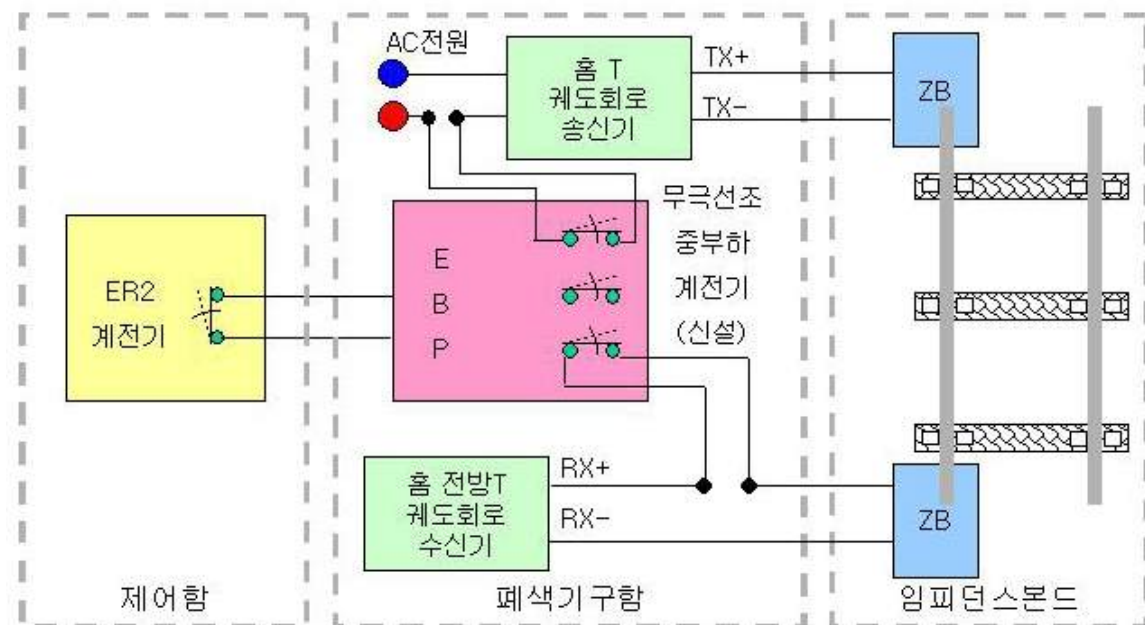 AC전원
홈 T
궤도회로
송신기
TX+
TX-
ZB
무극선조
중부하
계전기
(신설)
E
B
P
ER2
계전기
홈 전방T
궤도회로
수신기
RX+
RX-
ZB
제어함
폐색기구함
임피던스본드